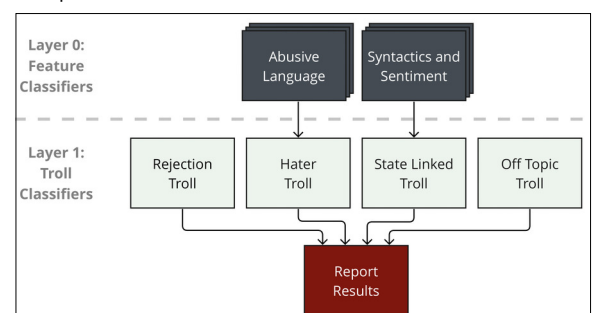 Layer 0:
Feature
Classifiers
Abusive
Language
Syntactics and
Sentiment
Layer 1:
Troll
Classifiers
Rejection
Troll
Hater
Troll
State Linked
Troll
Off Topic
Troll
Report
Results